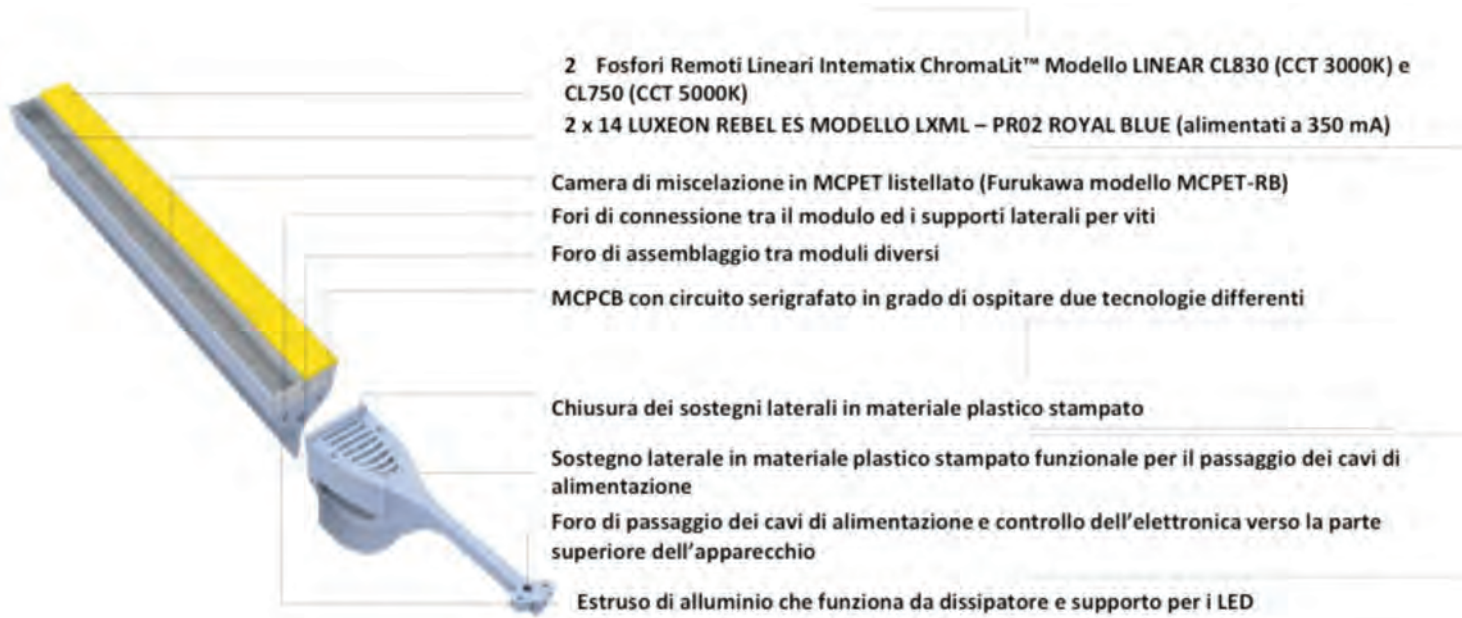 2 Fosfori Remoti Lineari Intematix ChromaLit™ Modello LINEAR CL830 (CCT 3000K) e
CL750 (CCT 5000K)
2 x 14 LUXEON REBEL ES MODELLO LXML – PR02 ROYAL BLUE (alimentati a 350 mA)
Camera di miscelazione in MCPET listellato (Furukawa modello MCPET-RB)
Fori di connessione tra il modulo ed i supporti laterali per viti
Foro di assemblaggio tra moduli diversi
MCPCB con circuito serigrafato in grado di ospitare due tecnologie differenti
Chiusura dei sostegni laterali in materiale plastico stampato
Sostegno laterale in materiale plastico stampato funzionale per il passaggio dei cavi di
alimentazione
Foro di passaggio dei cavi di alimentazione e controllo dell’elettronica verso la parte
superiore dell’apparecchio
Estruso di alluminio che funziona da dissipatore e supporto per i LED